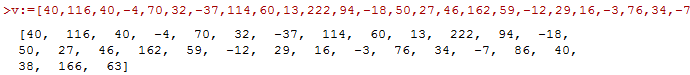 >v:=[40,116,40,-4,70,32,-37,114,60,13,222,94,-18,50,27,46,162,59,-12,29,16,-3,76,34,-7
[40, 116, 40, -4, 70, 32, -37, 114, 60, 13, 222, 94, -18,
50, 27, 46, 162, 59, -12, 29, 16, -3, 76, 34, -7, 86, 40,
38, 166, 63]